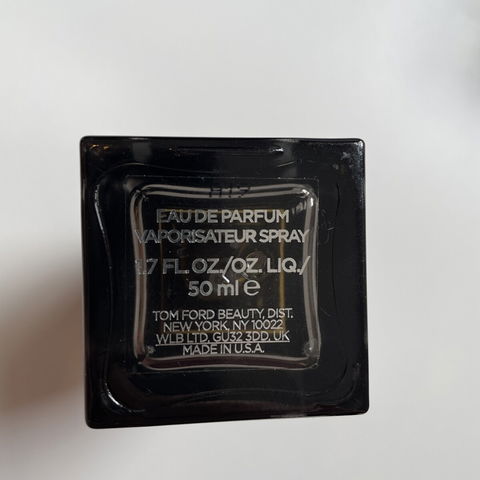 EAU DE PARFUM
VAPORISATEUR SPRAY
1.7 FL. OZ./OZ. LIQ./
50 ml ℮
TOM FORD BEAUTY, DIST.
NEW YORK, NY 10022
WLB LTD, GU32 3DD, UK
MADE IN U.S.A.